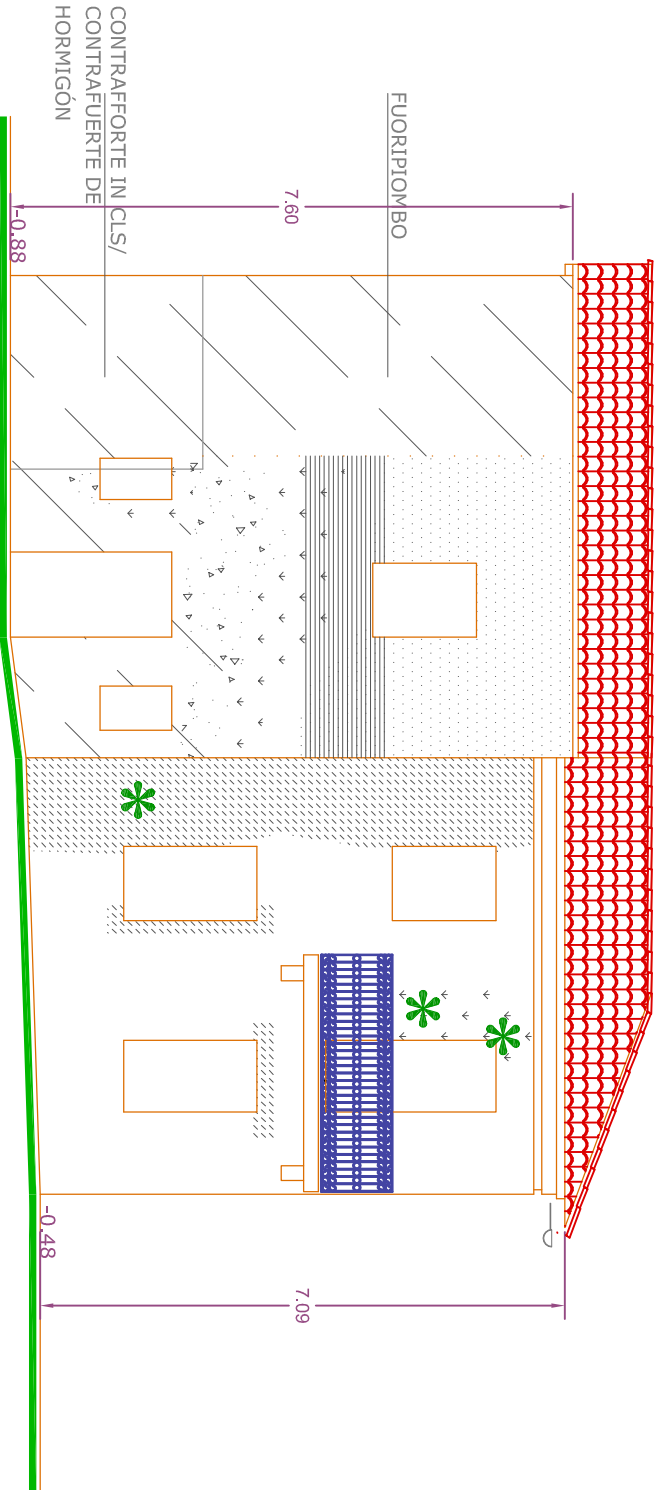 FUORIPIOMBO
CONTRAFFORTE IN CLS/
CONTRAFUERTE DE
HORMIGÓN
7.60
-0.88
7.09
-0.48